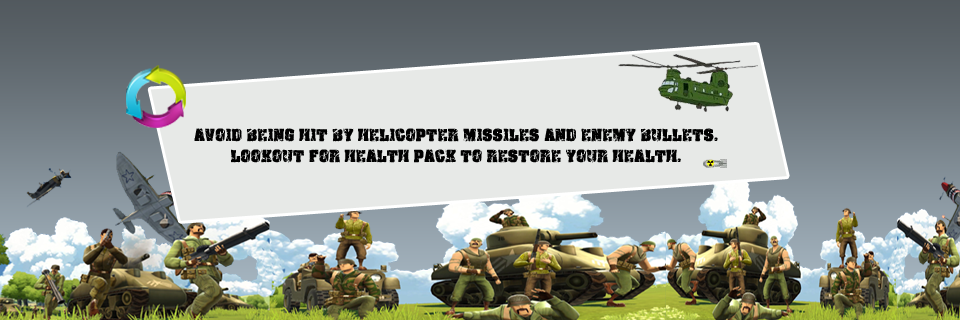 AVOID BEING HIT BY HELICOPTER MISSILES AND ENEMY BULLETS.
LOOKOUT FOR HEALTH PACK TO RESTORE YOUR HEALTH.